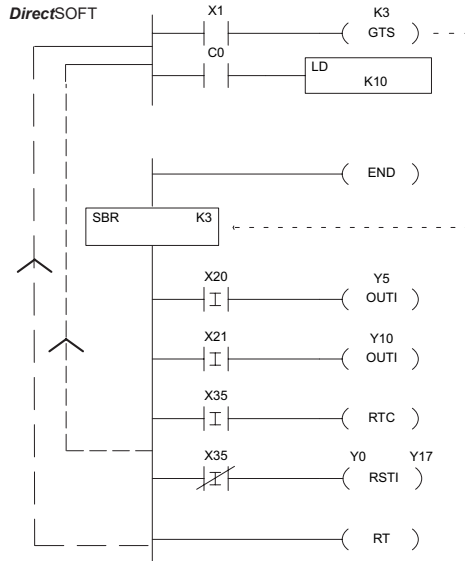 DirectSOFT
X1 K3
GTS
C0
LD
K10
END
SBR K3
X20 Y5
I OUTI
X21 Y10
I OUTI
X35
I RTC
X35 Y0 Y17
I RSTI
RT